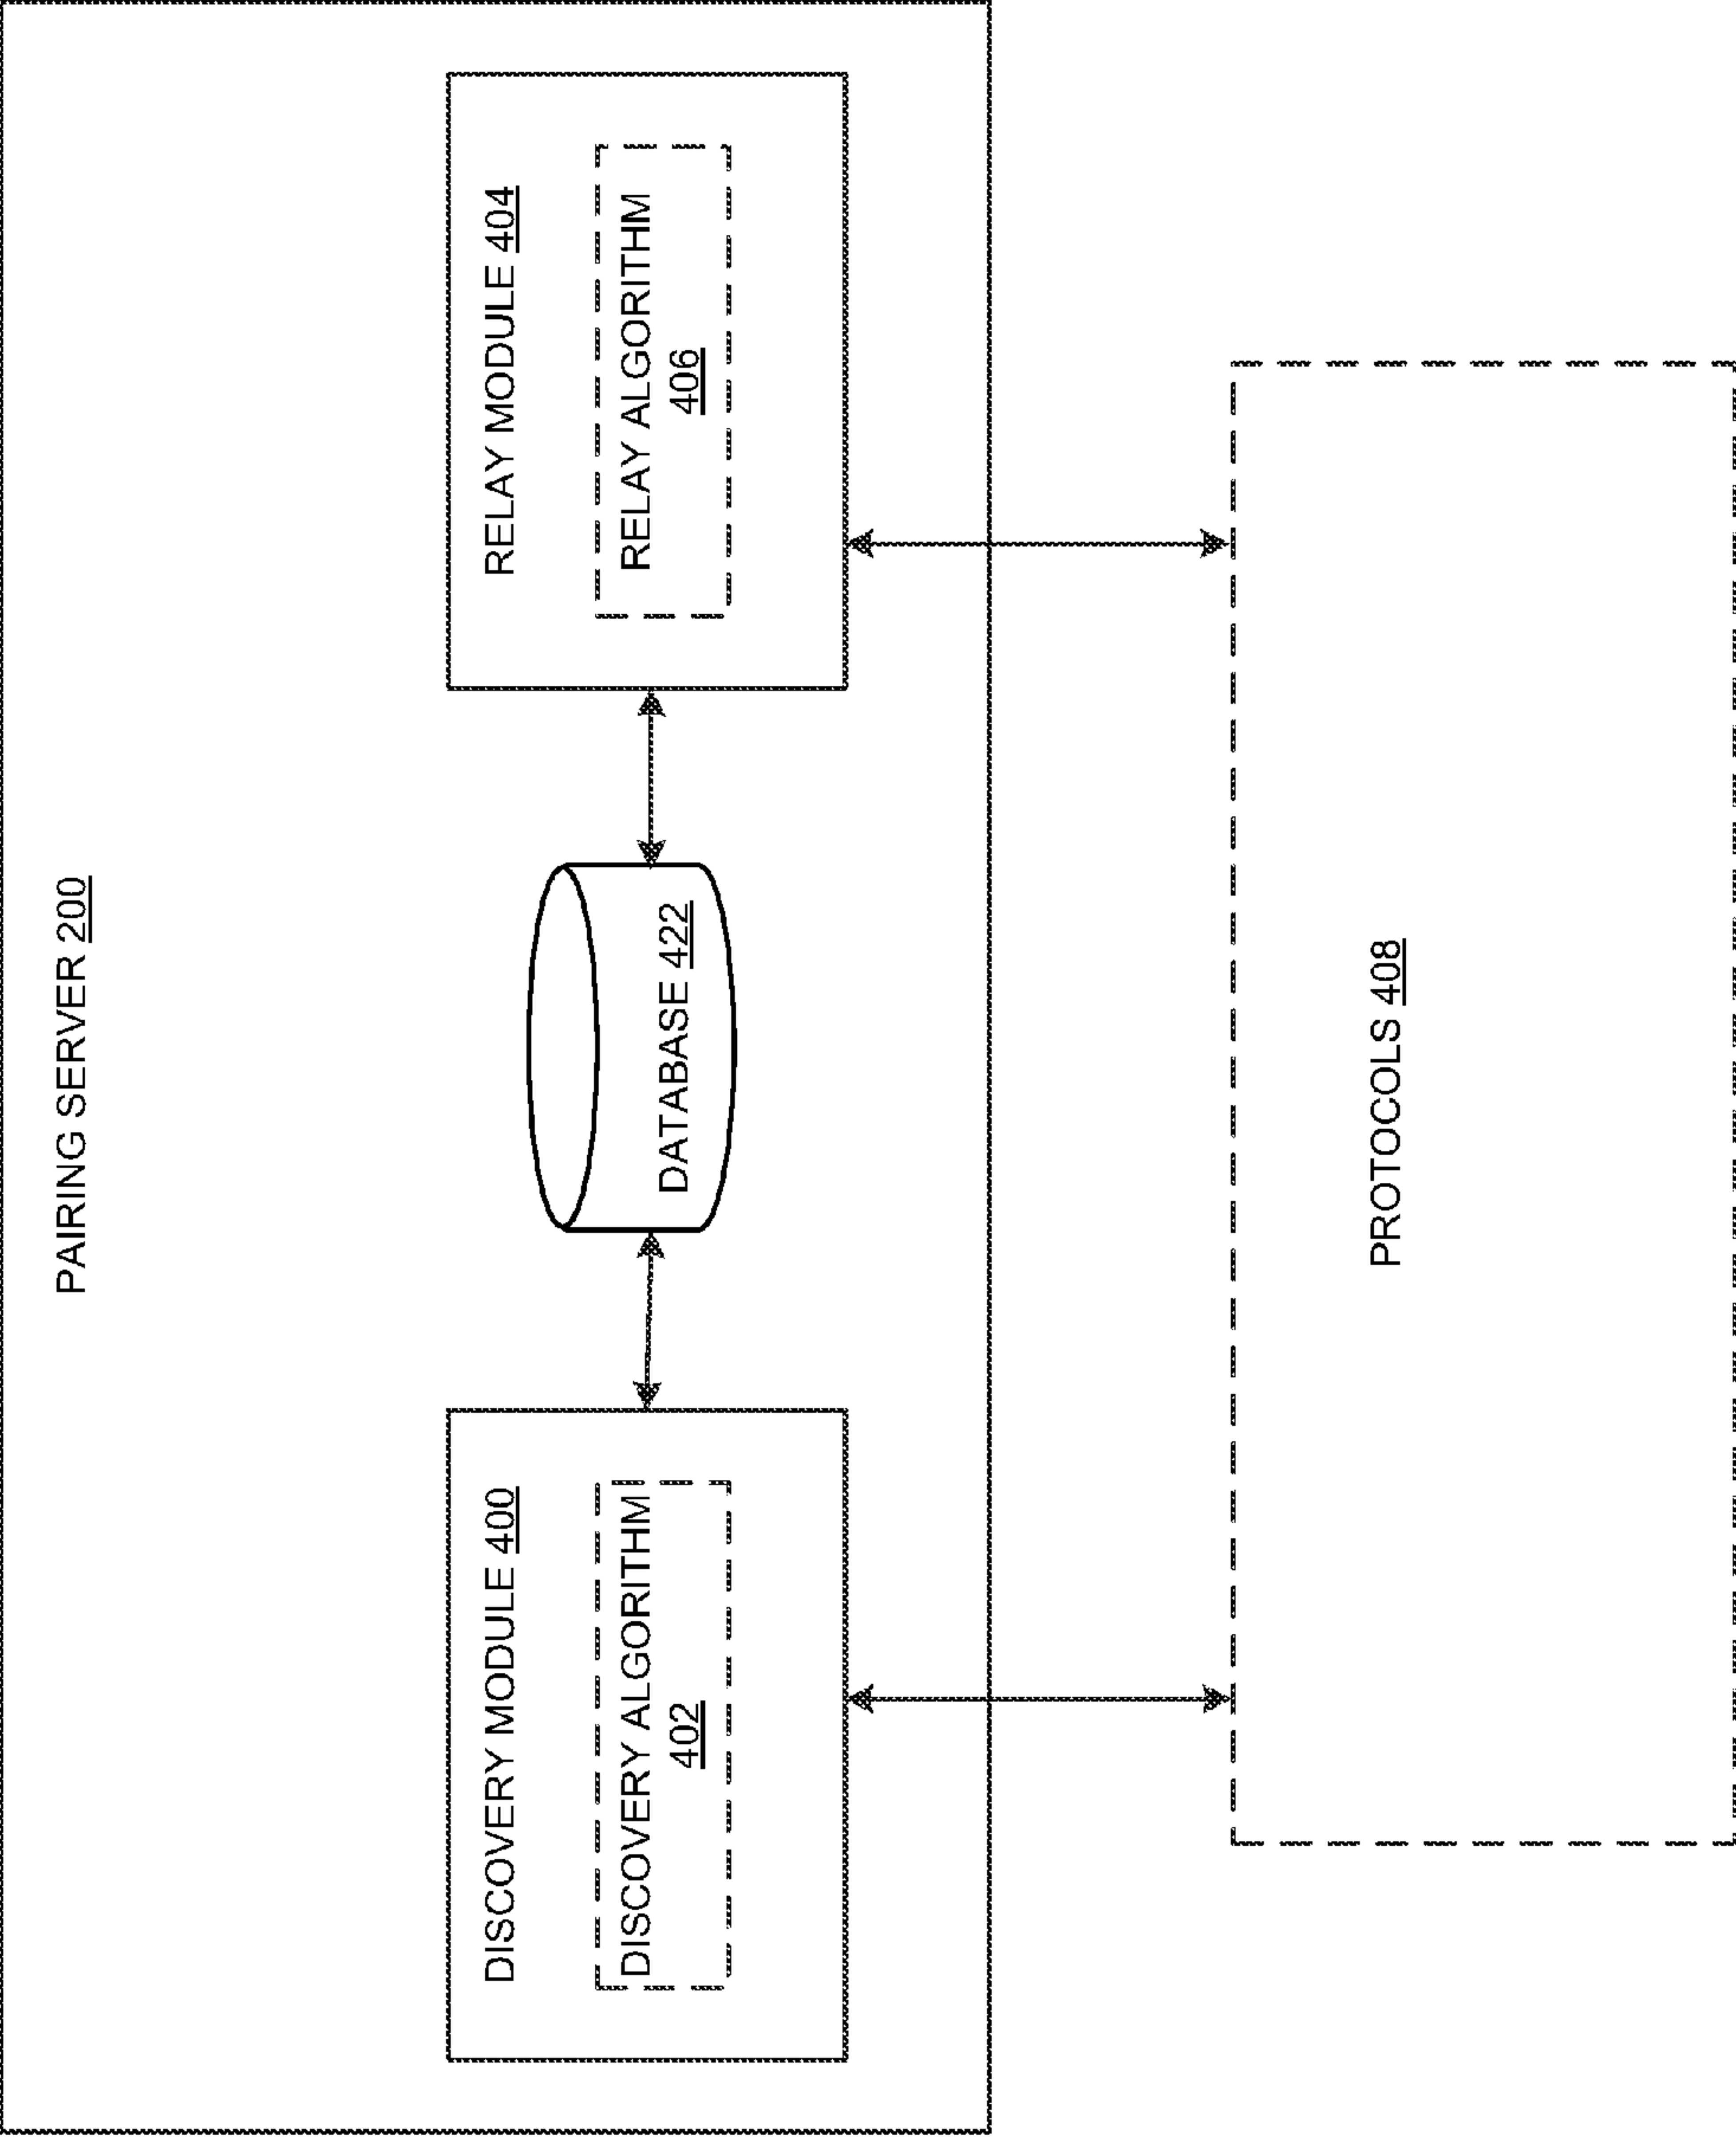 PAIRING SERVER 200
DISCOVERY MODULE 400
DISCOVERY ALGORITHM
402
DATABASE 422
RELAY MODULE 404
RELAY ALGORITHM
406
PROTOCOLS 408